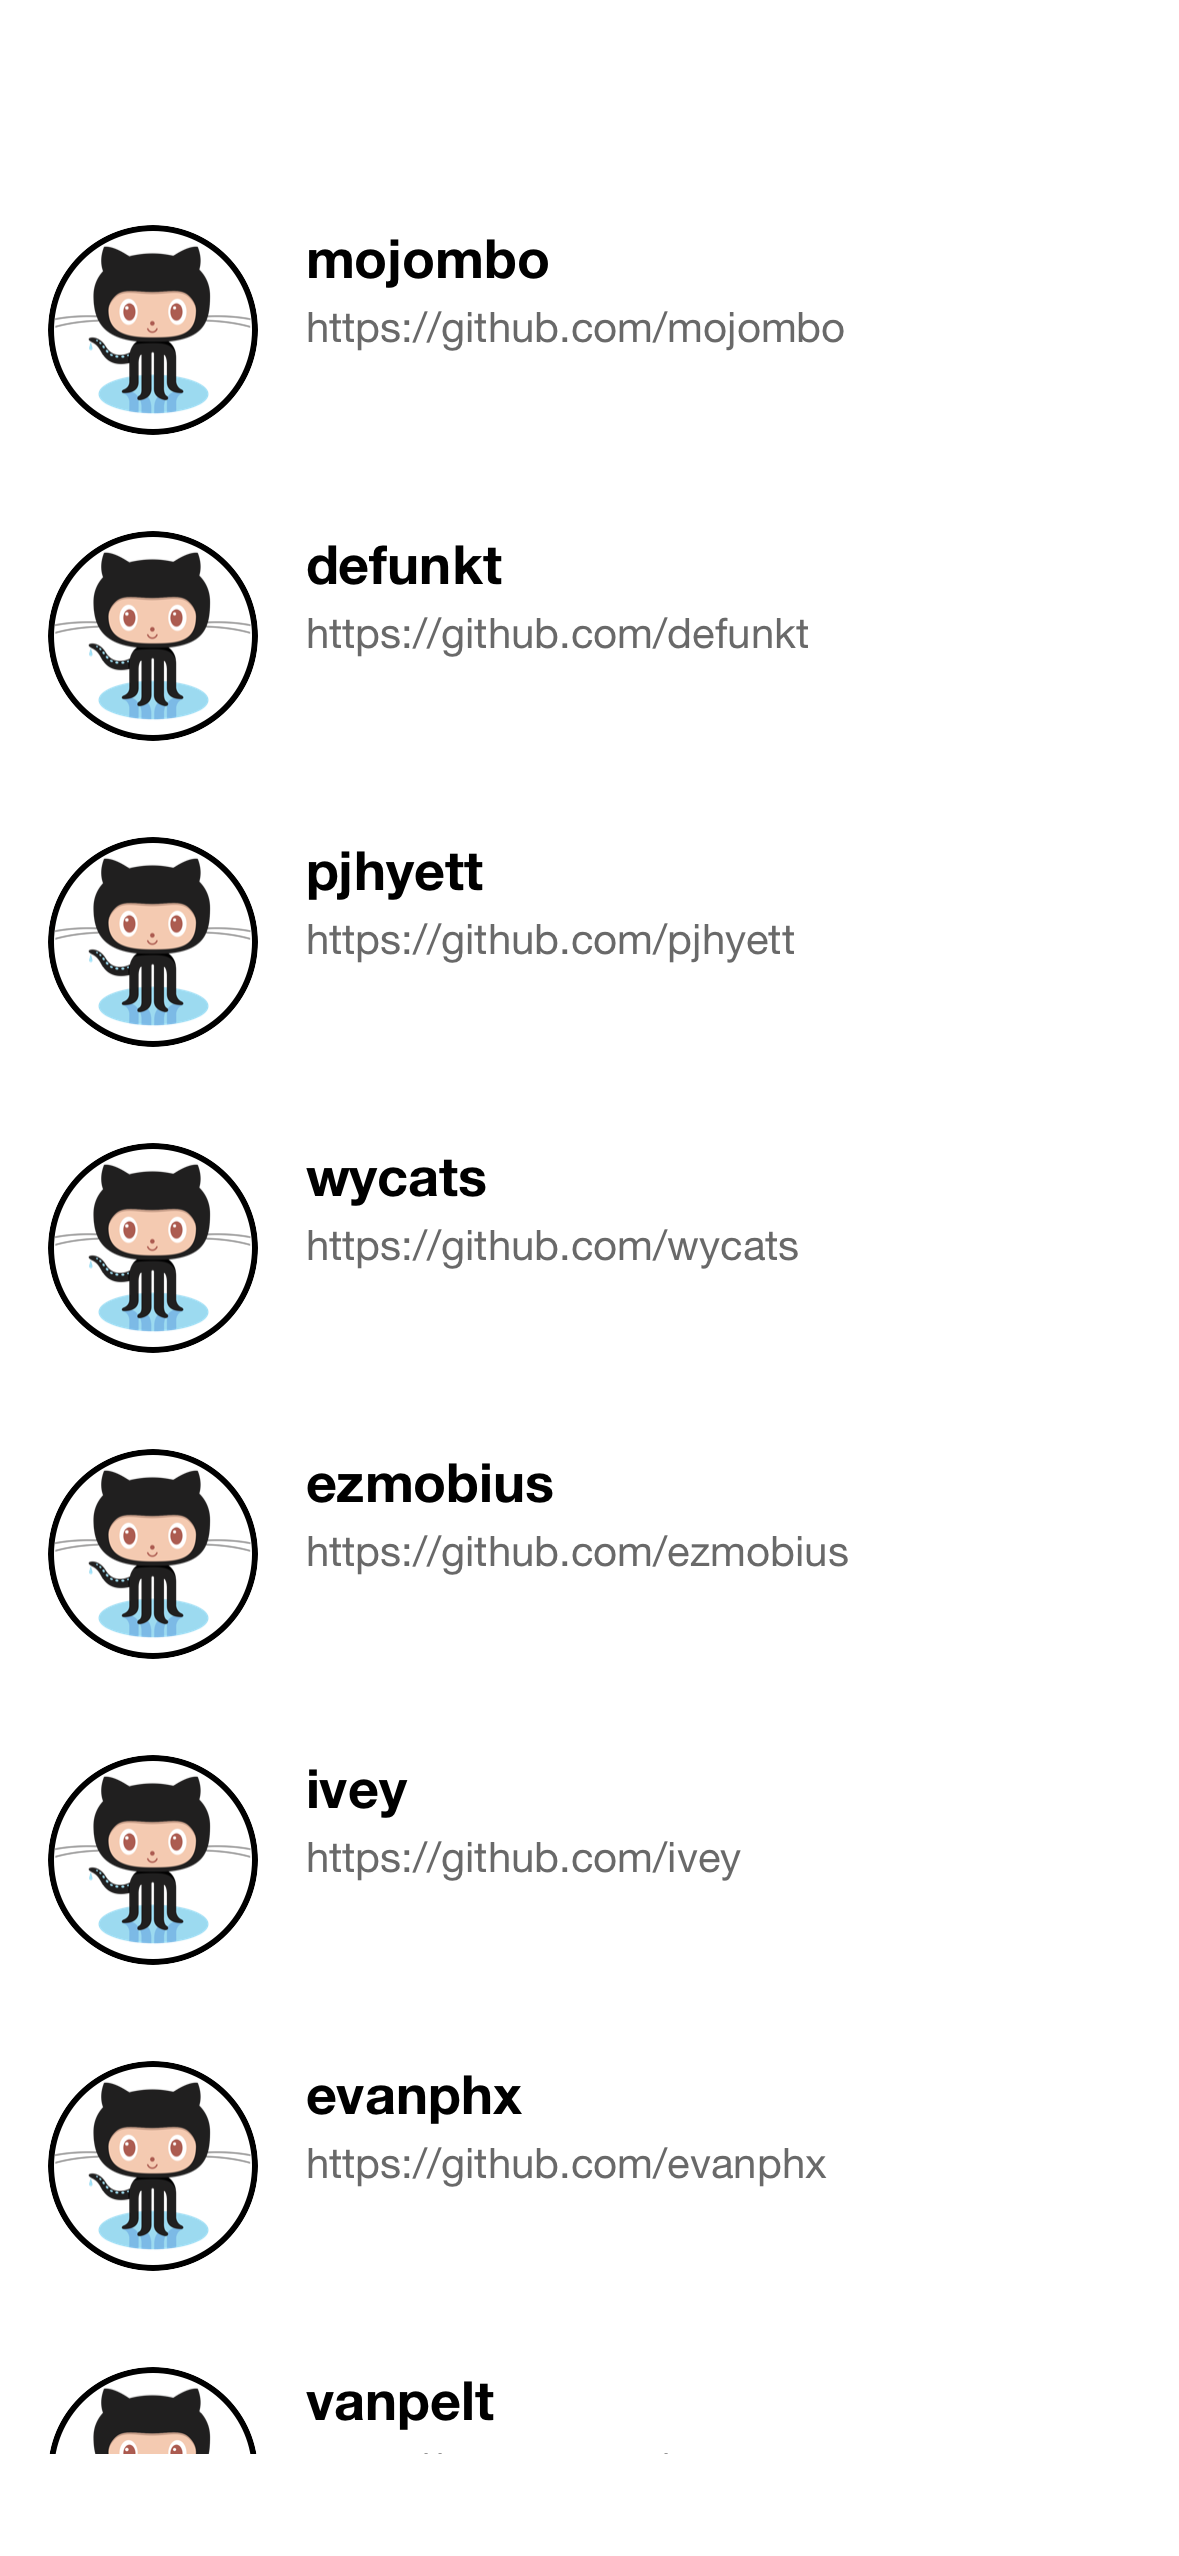 mojombo
https://github.com/mojombo
defunkt
https://github.com/defunkt
pjhyett
https://github.com/pjhyett
wycats
https://github.com/wycats
ezmobius
https://github.com/ezmobius
ivey
https://github.com/ivey
evanphx
https://github.com/evanphx
vanpelt